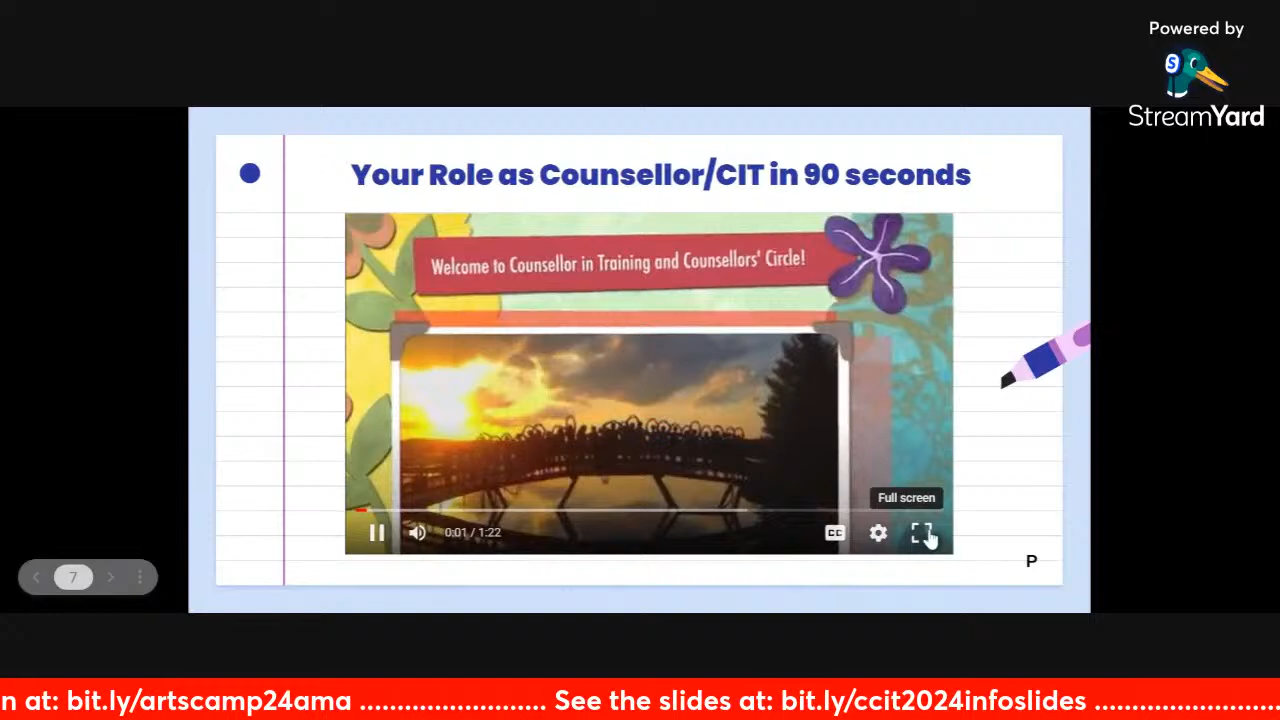 Powered by
S
StreamYard
Your Role as Counsellor/CIT in 90 seconds
Welcome to Counsellor in Training and Counsellors' Circle!
Full screen
0:01 / 1:22
CC
P
7
n at: bit.ly/artscamp24ama .......................... See the slides at: bit.ly/ccit2024infoslides ..........................